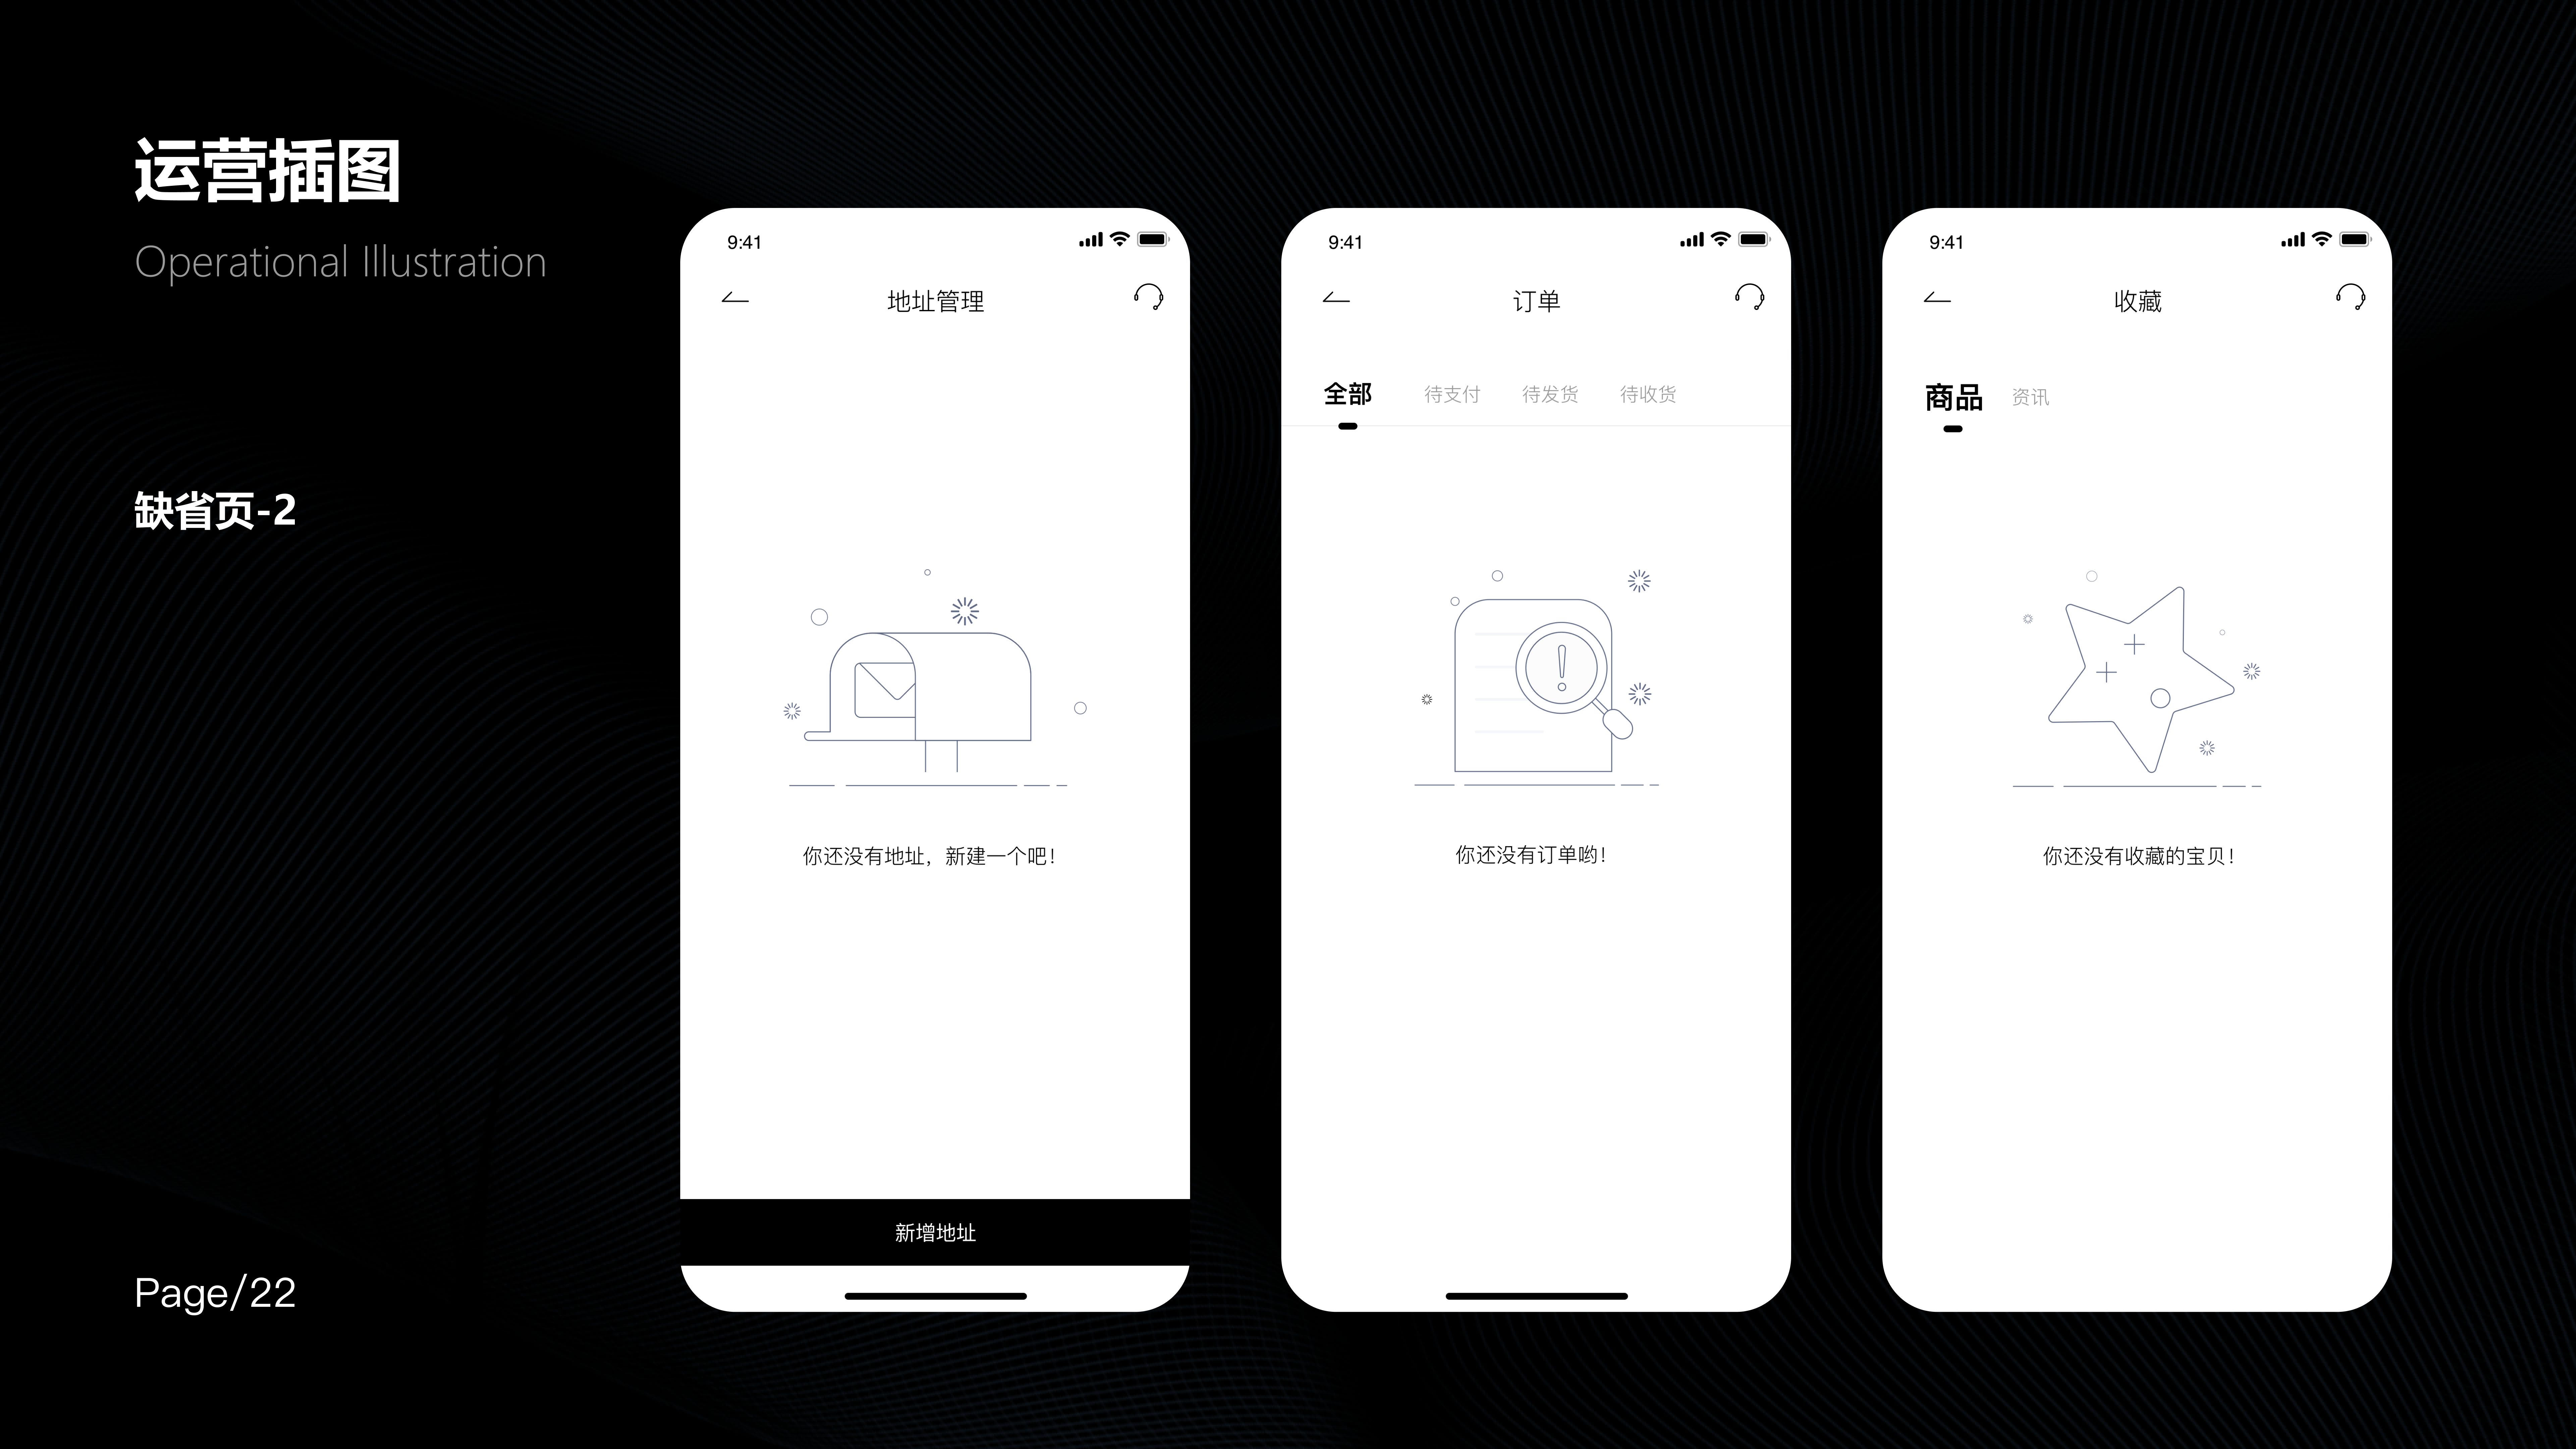 运营插图
Operational Illustration
缺省页-2
Page/22
9:41
地址管理
你还没有地址，新建一个吧！
新增地址
9:41
订单
全部 待支付 待发货 待收货
你还没有订单哟！
9:41
收藏
商品 资讯
你还没有收藏的宝贝！